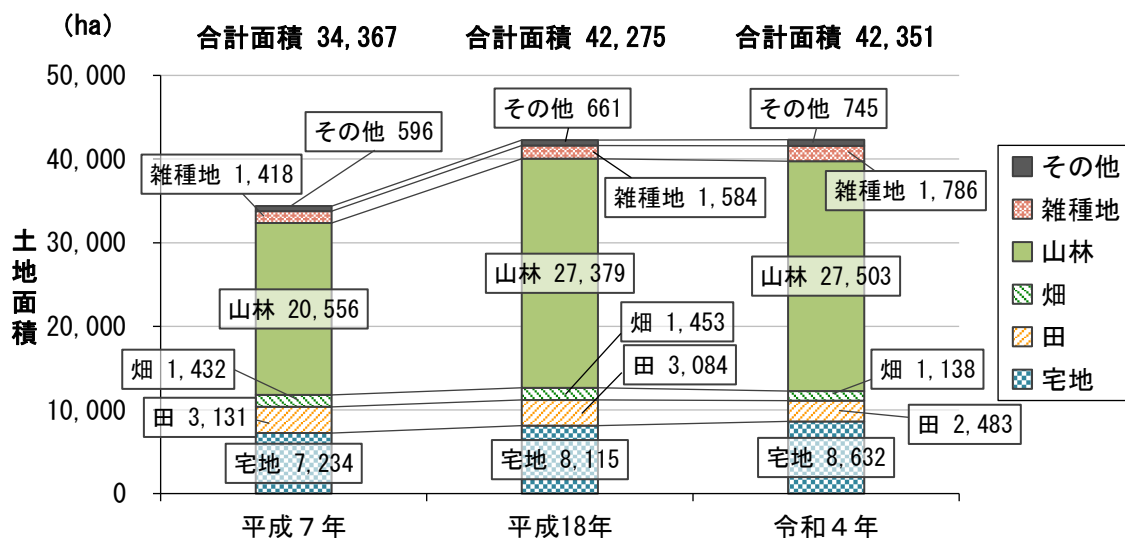 （ha）
合計面積 34,367
合計面積 42,275
合計面積 42,351
土地面積
50,000
40,000
30,000
20,000
10,000
0
その他 596
雑種地 1,418
山林 20,556
畑 1,432
田 3,131
宅地 7,234
その他 661
雑種地 1,584
山林 27,379
畑 1,453
田 3,084
宅地 8,115
その他 745
雑種地 1,786
山林 27,503
畑 1,138
田 2,483
宅地 8,632
その他
雑種地
山林
畑
田
宅地
平成７年
平成18年
令和４年